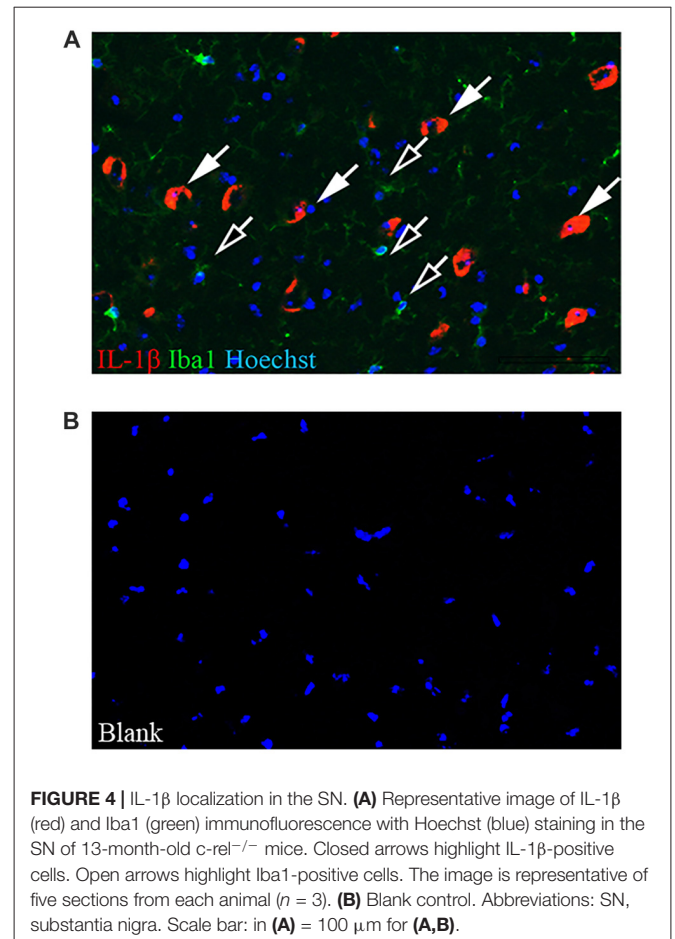 A
IL-1β Iba1 Hoechst
B
Blank
FIGURE 4 | IL-1β localization in the SN. (A) Representative image of IL-1β
(red) and Iba1 (green) immunofluorescence with Hoechst (blue) staining in the
SN of 13-month-old c-rel−/− mice. Closed arrows highlight IL-1β-positive
cells. Open arrows highlight Iba1-positive cells. The image is representative of
five sections from each animal (n = 3). (B) Blank control. Abbreviations: SN,
substantia nigra. Scale bar: in (A) = 100 μm for (A,B).